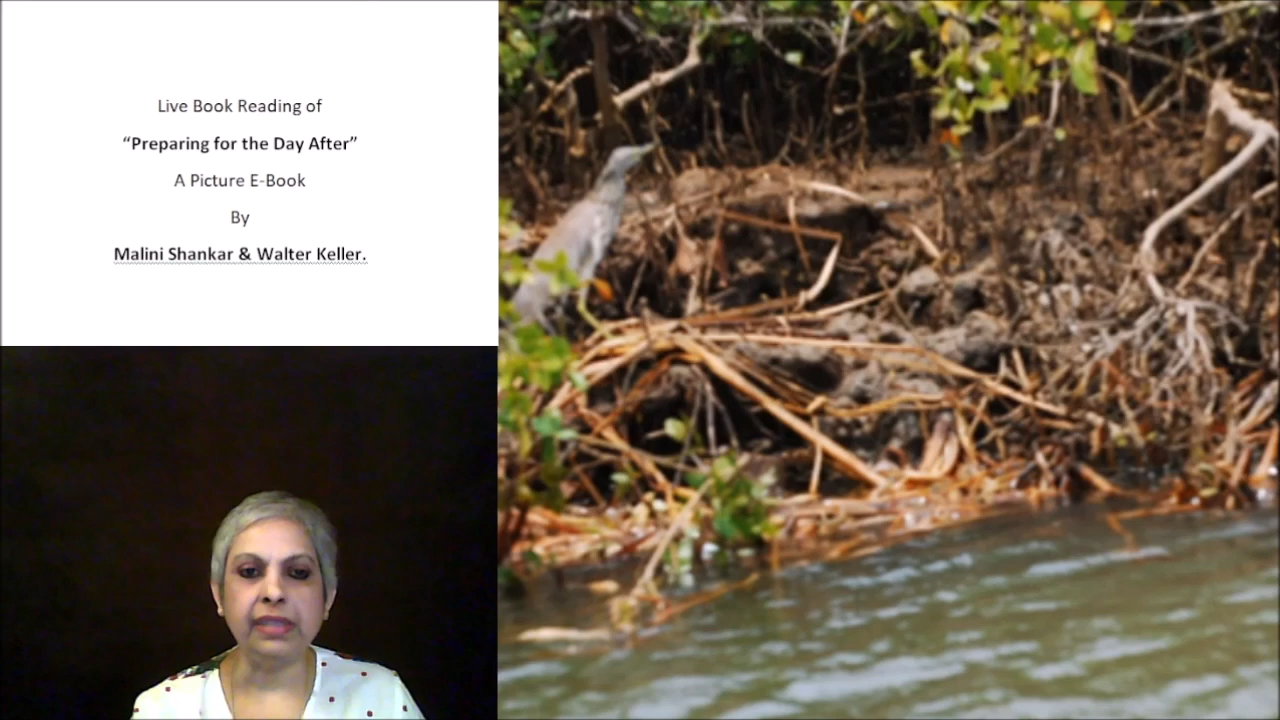 Live Book Reading of
“Preparing for the Day After”
A Picture E-Book
By
Malini Shankar & Walter Keller.